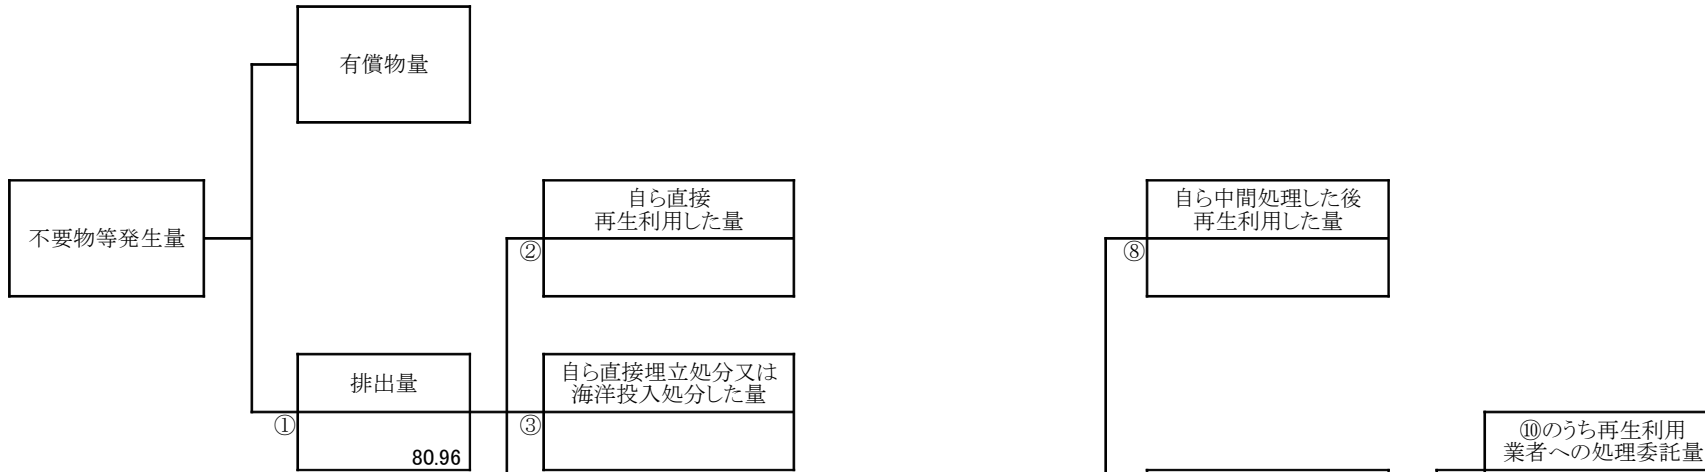 有償物量
不要物等発生量
自ら直接
再生利用した量
②
自ら中間処理した後
再生利用した量
⑧
排出量
①
80.96
自ら直接埋立処分又は
海洋投入処分した量
③
⑩のうち再生利用
業者への処理委託量